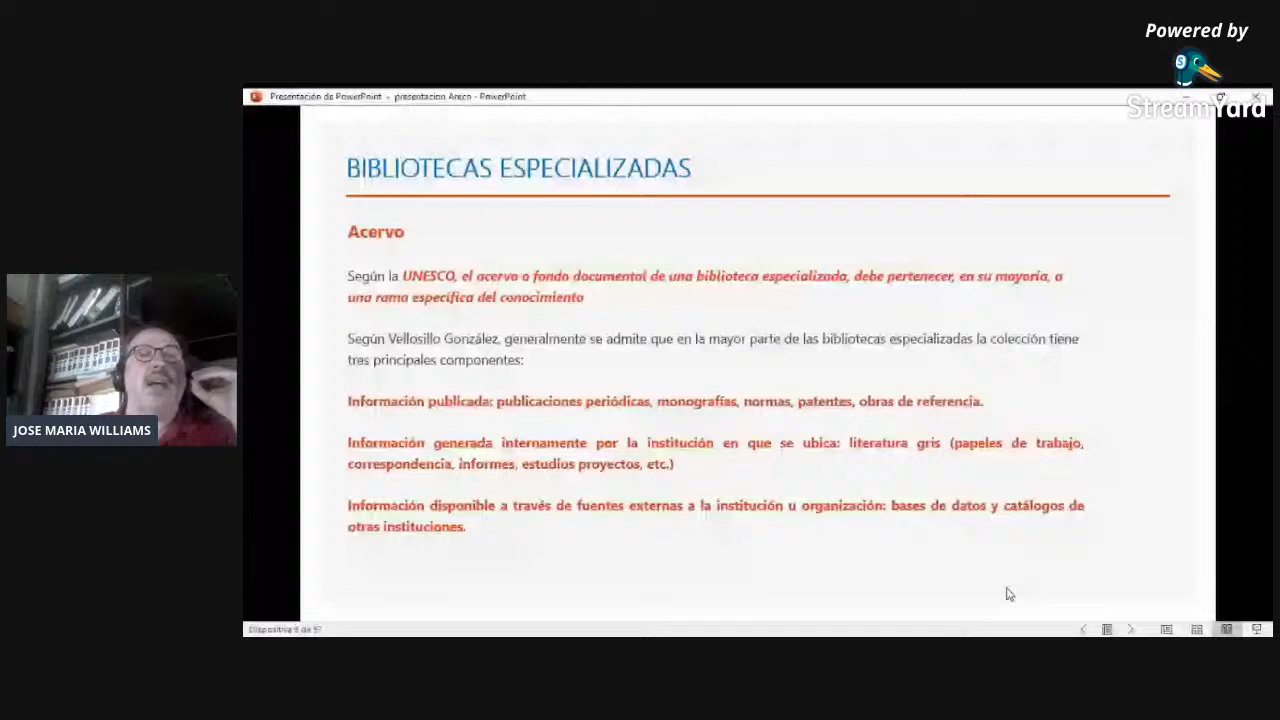 Powered by
StreamYard
Presentación de PowerPoint - presentacion Areco - PowerPoint
BIBLIOTECAS ESPECIALIZADAS
Acervo
Según la UNESCO, el acervo o fondo documental de una biblioteca especializada, debe pertenecer, en su mayoría, a
una rama específica del conocimiento
Según Vellosillo González, generalmente se admite que en la mayor parte de las bibliotecas especializadas la colección tiene
tres principales componentes:
Información publicada: publicaciones periódicas, monografías, normas, patentes, obras de referencia.
Información generada internamente por la institución en que se ubica: literatura gris (papeles de trabajo,
correspondencia, informes, estudios proyectos, etc.)
Información disponible a través de fuentes externas a la institución u organización: bases de datos y catálogos de
otras instituciones.
JOSE MARIA WILLIAMS
Diapositiva